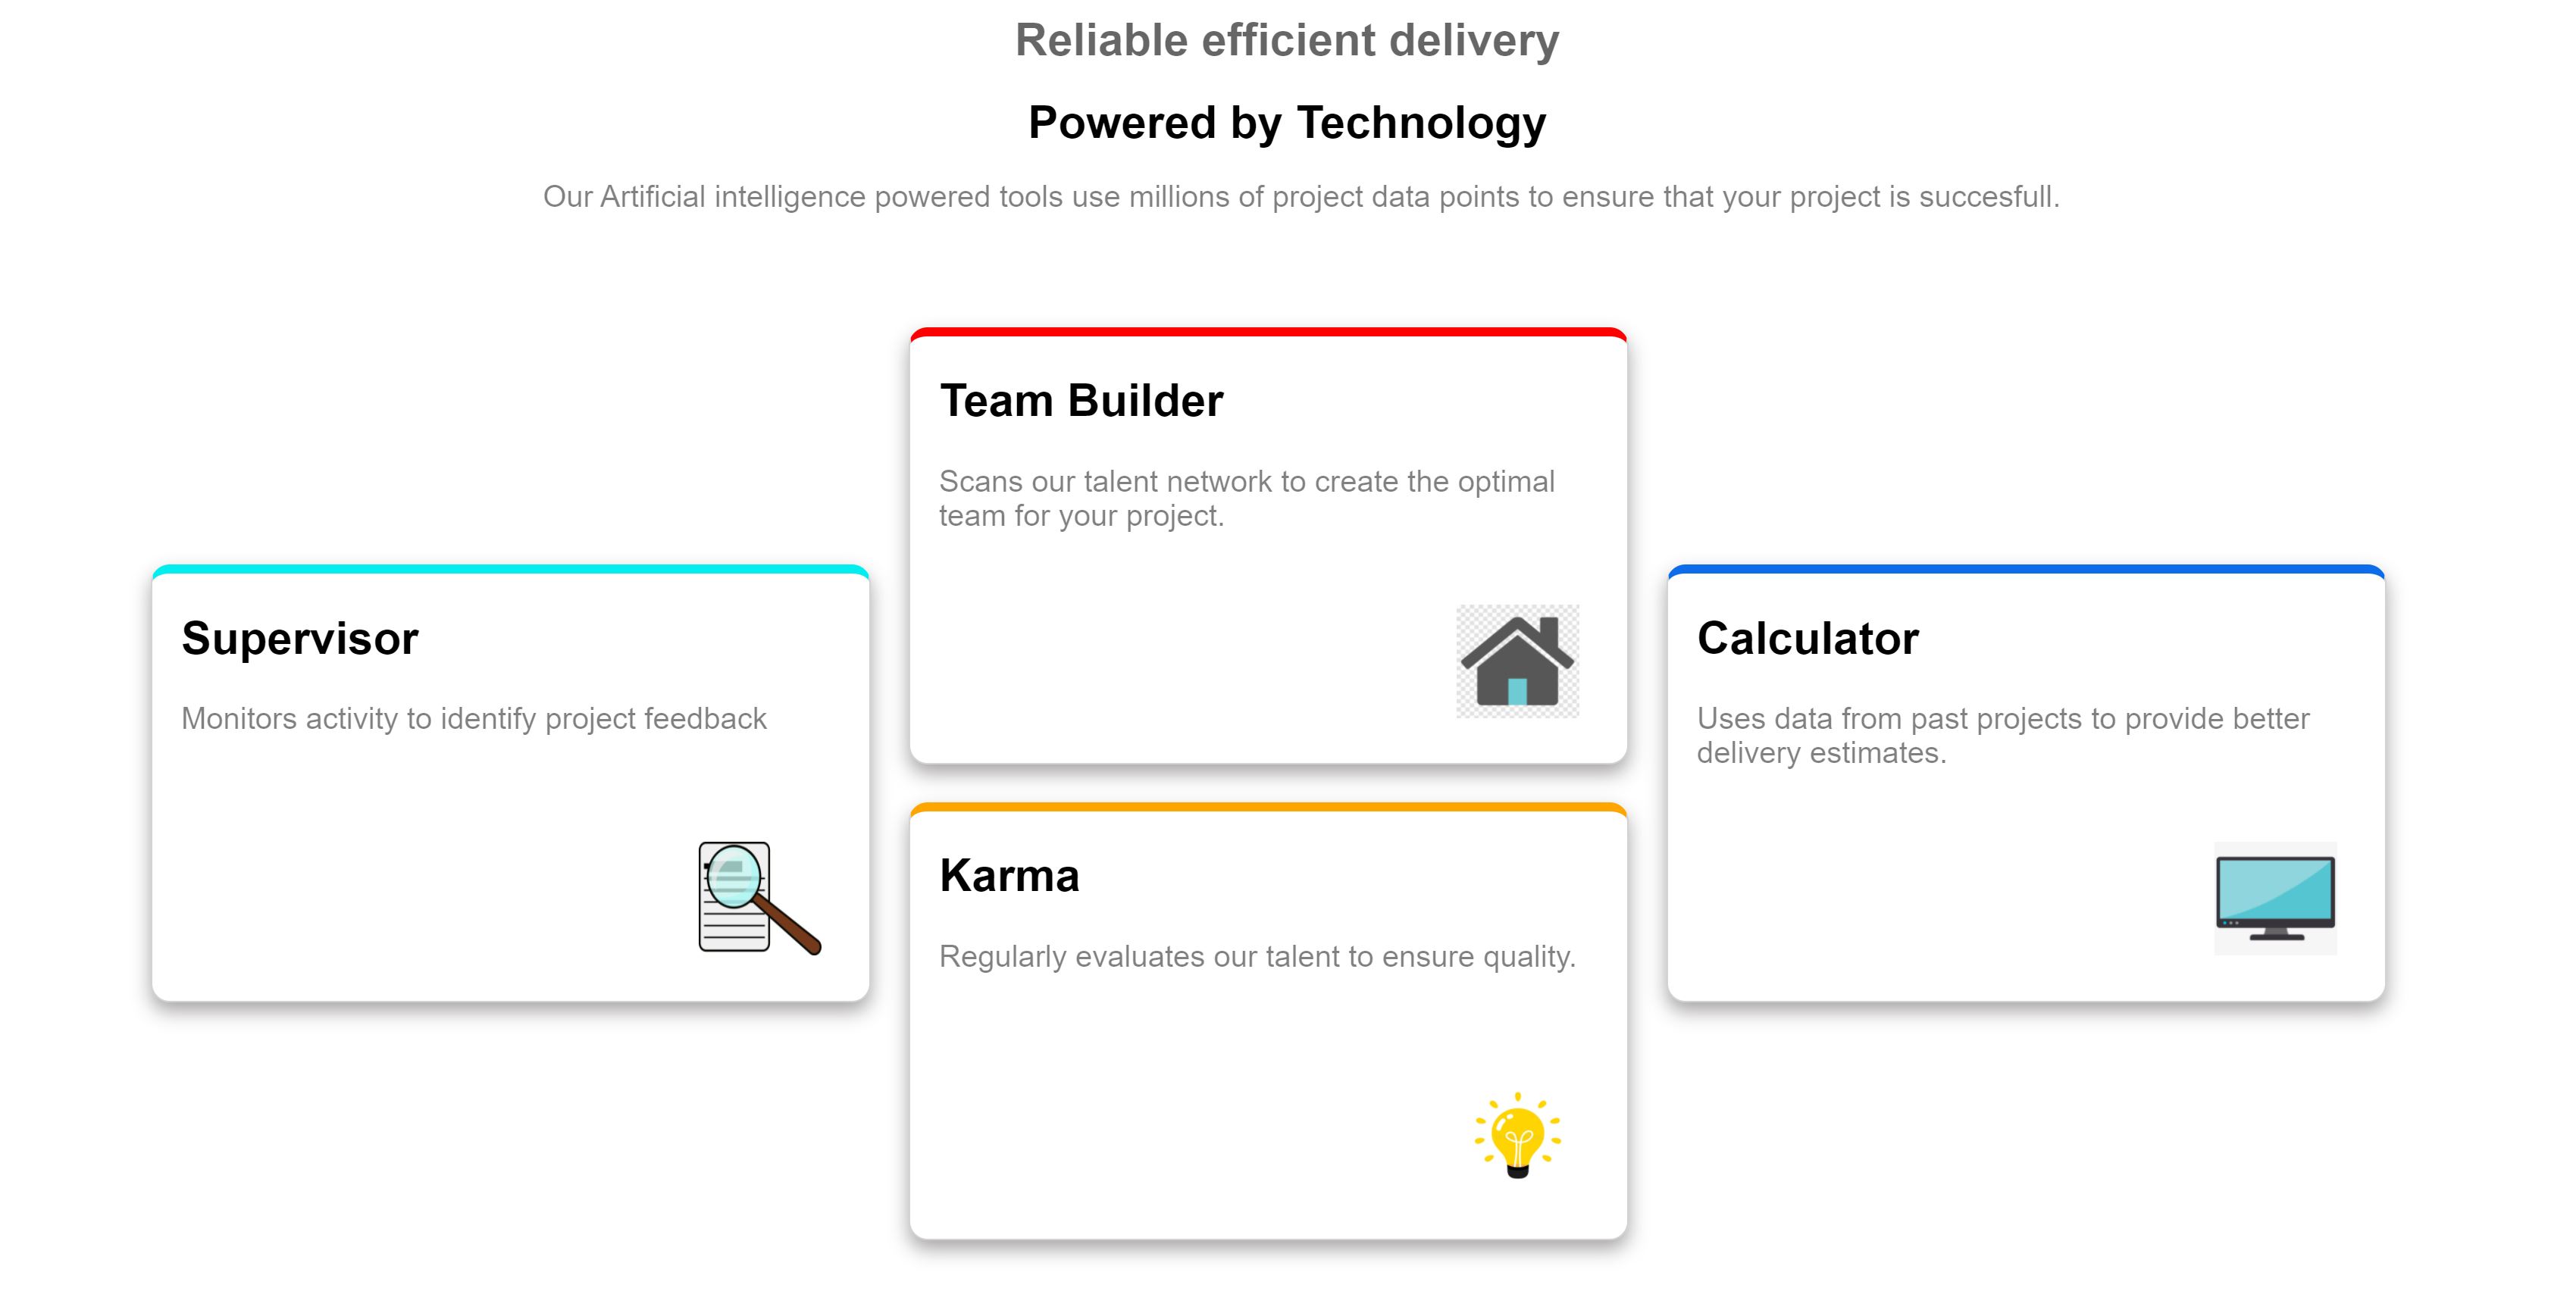 Reliable efficient delivery
Powered by Technology
Our Artificial intelligence powered tools use millions of project data points to ensure that your project is succesfull.
Team Builder
Scans our talent network to create the optimal
team for your project.
Supervisor
Monitors activity to identify project feedback
Calculator
Uses data from past projects to provide better
delivery estimates.
Karma
Regularly evaluates our talent to ensure quality.